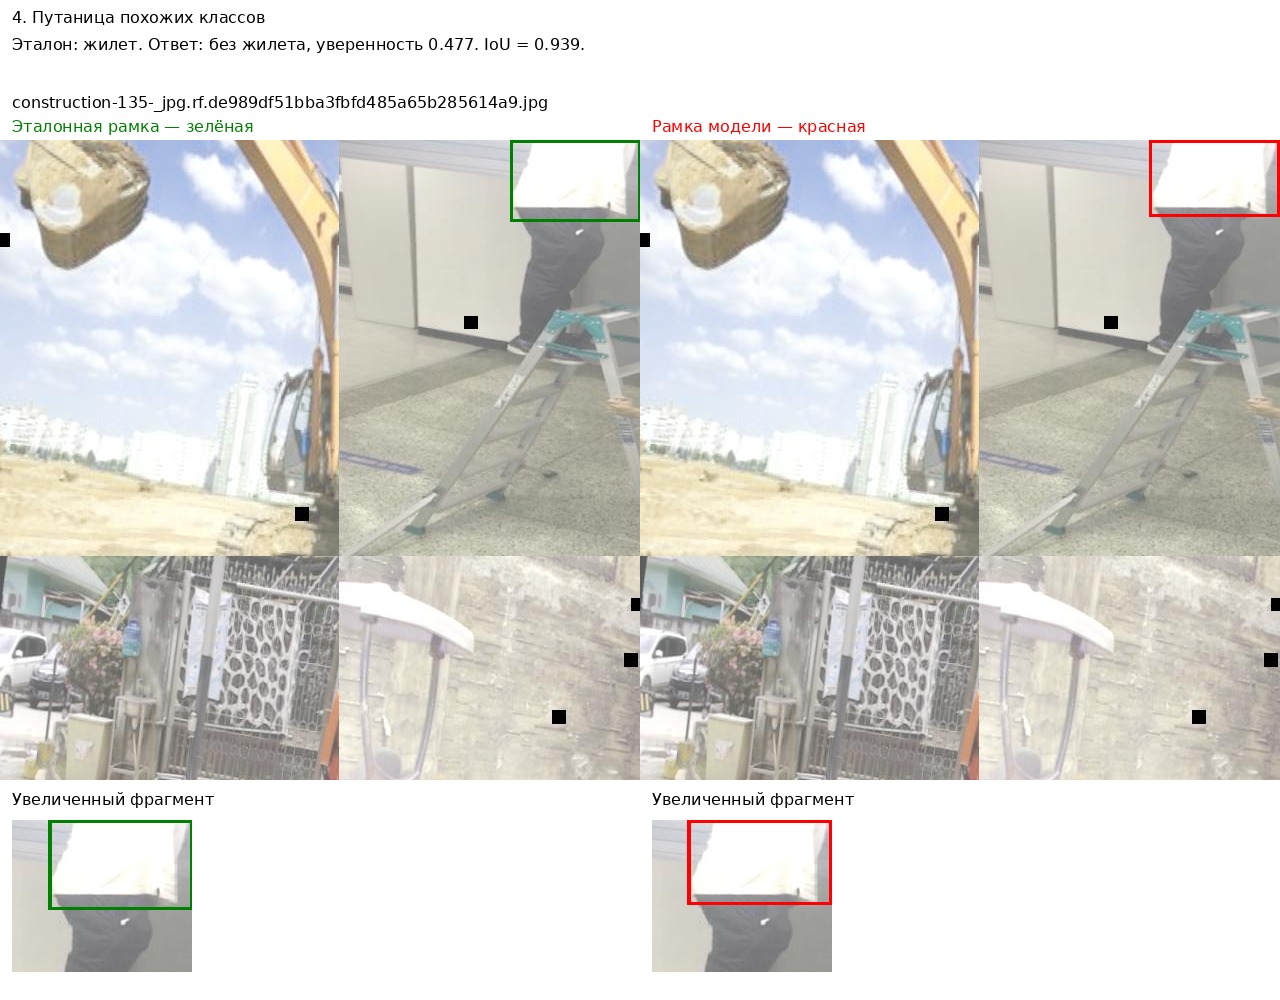 4. Путаница похожих классов
Эталон: жилет. Ответ: без жилета, уверенность 0.477. IoU = 0.939.
construction-135-_jpg.rf.de989df51bba3fbfd485a65b285614a9.jpg
Эталонная рамка — зелёная
Рамка модели — красная
Увеличенный фрагмент
Увеличенный фрагмент